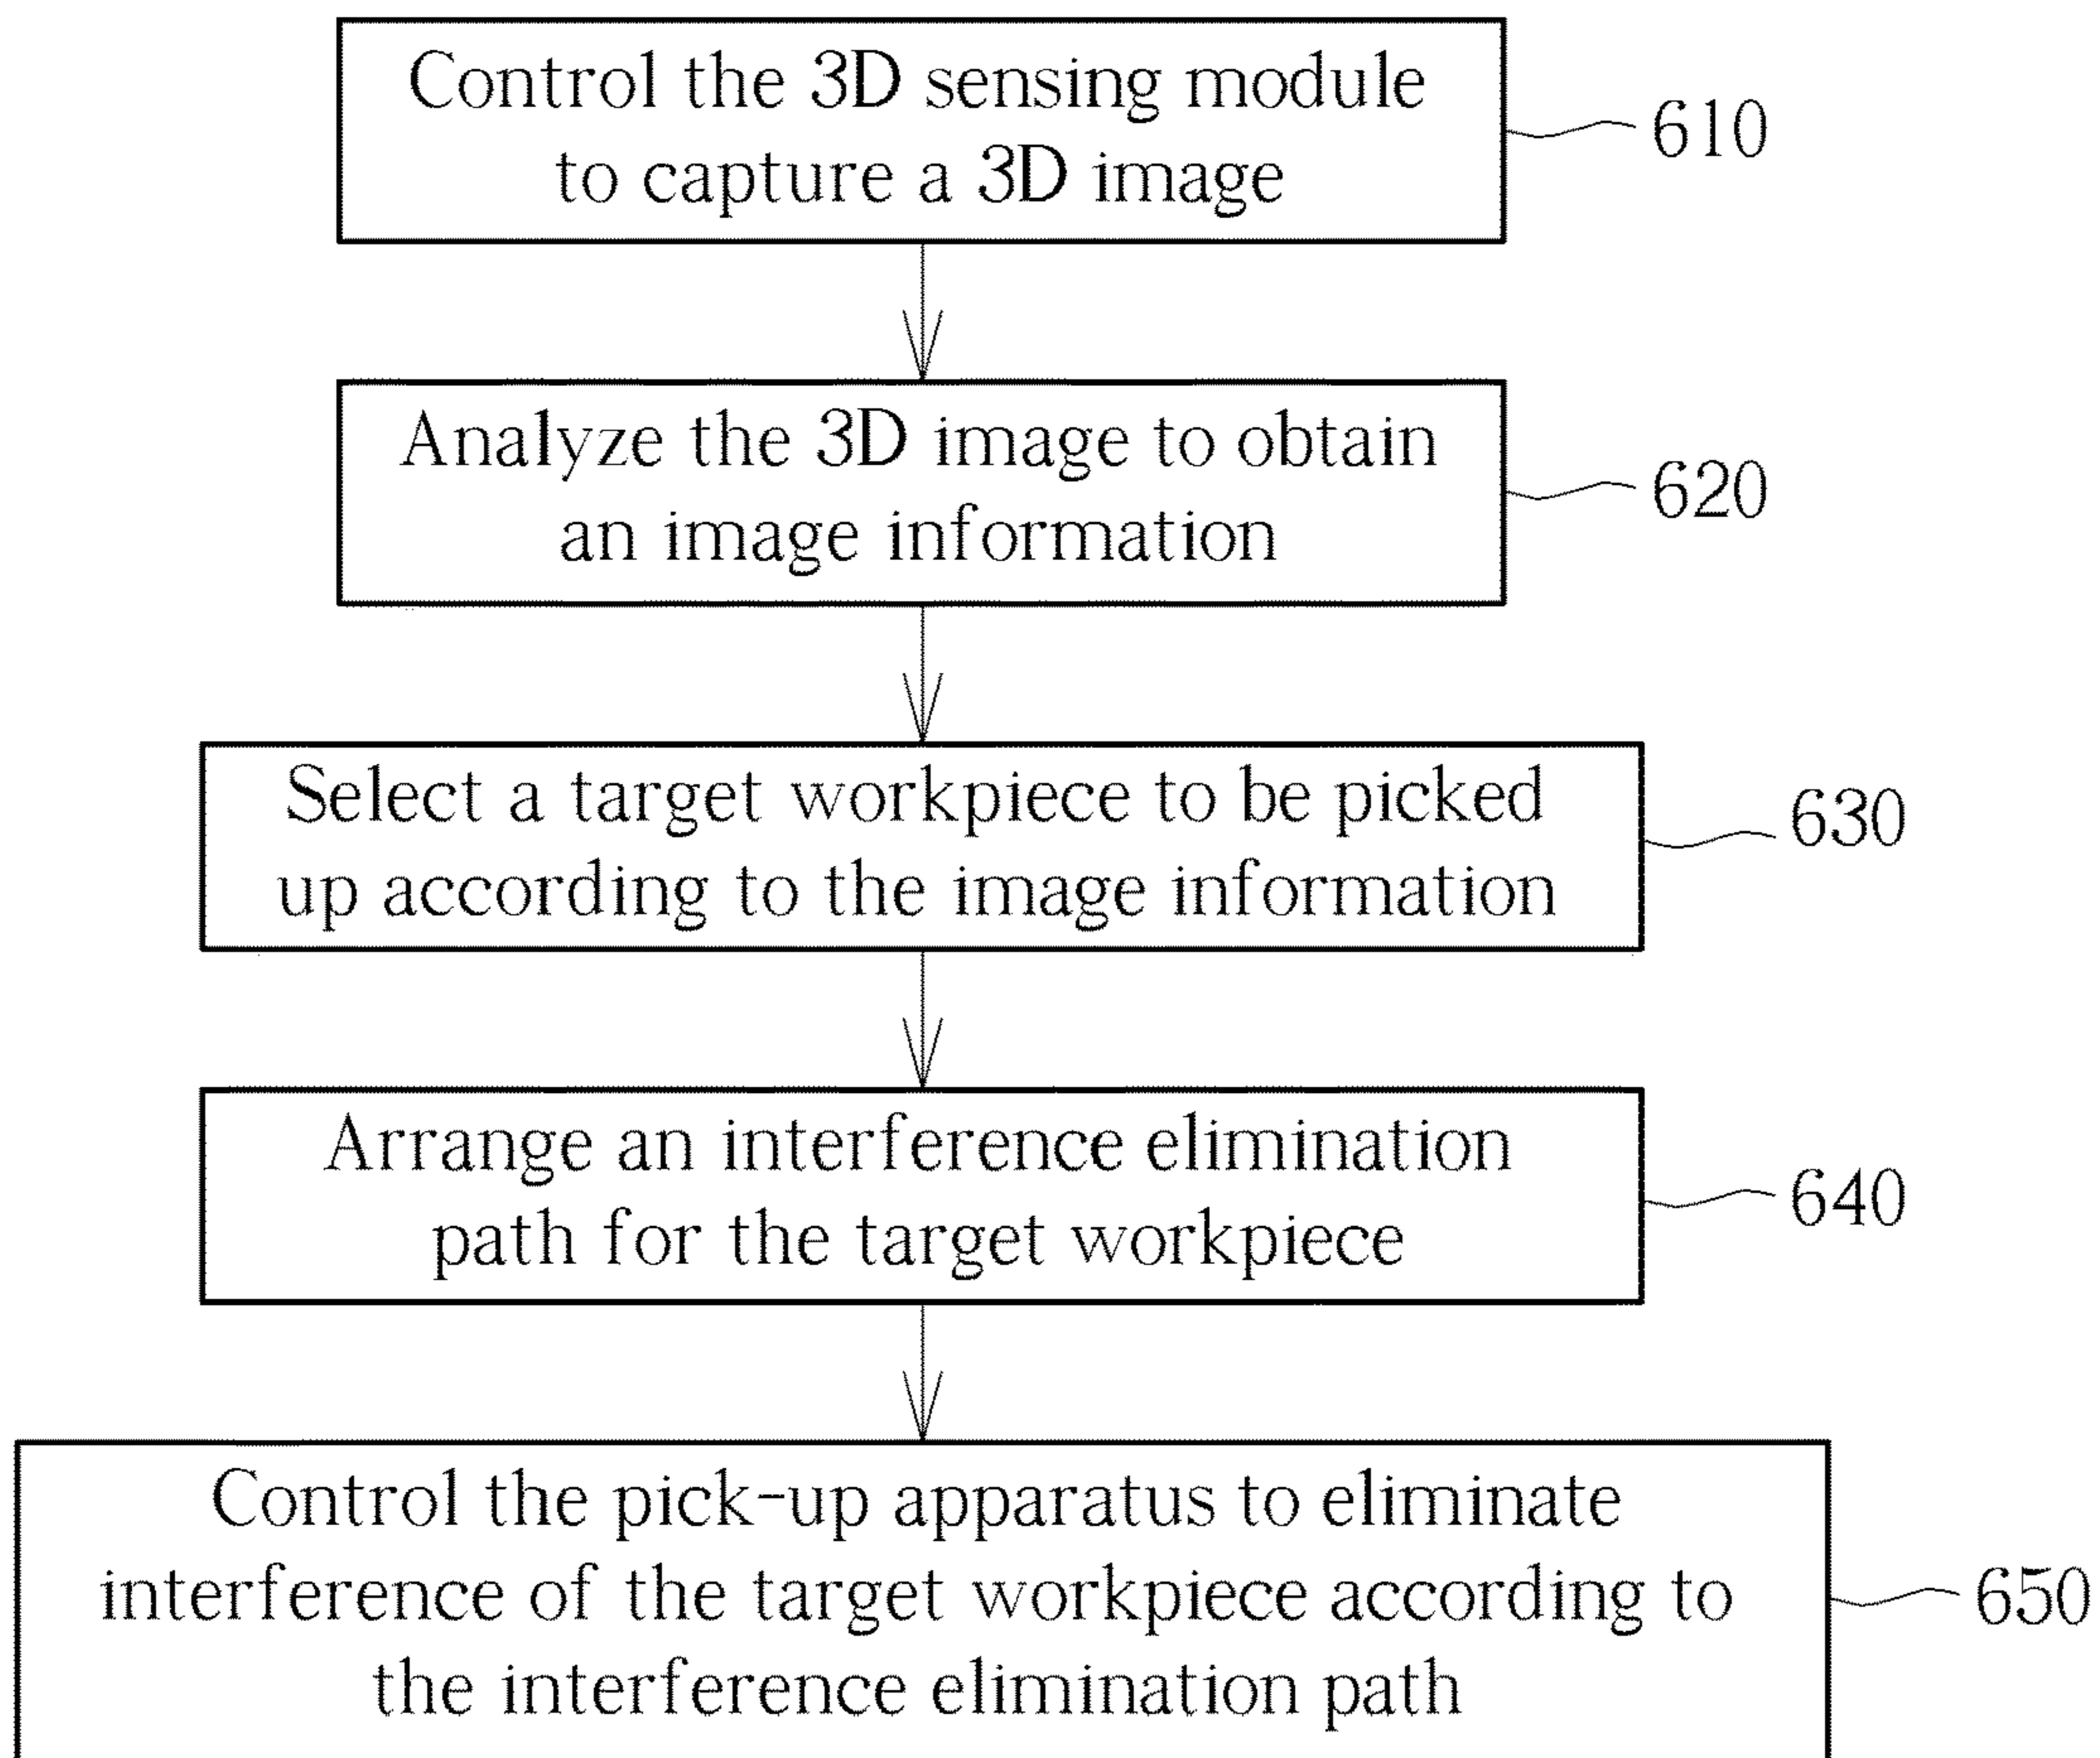 Control the 3D sensing module
to capture a 3D image
610
Analyze the 3D image to obtain
an image information
620
Select a target workpiece to be picked
up according to the image information
630
Arrange an interference elimination
path for the target workpiece
640
Control the pick-up apparatus to eliminate
interference of the target workpiece according to
the interference elimination path
650